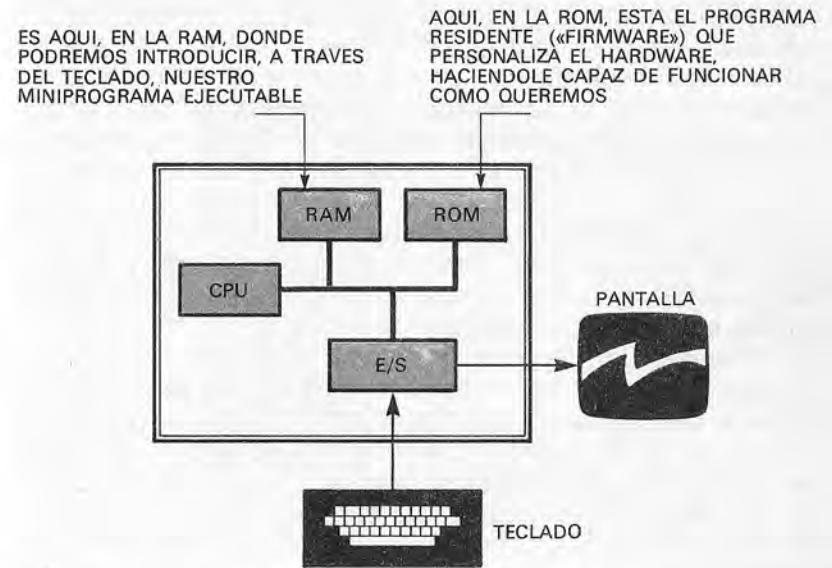 ES AQUI, EN LA RAM, DONDE
PODREMOS INTRODUCIR, A TRAVES
DEL TECLADO, NUESTRO
MINIPROGRAMA EJECUTABLE
AQUI, EN LA ROM, ESTA EL PROGRAMA
RESIDENTE («FIRMWARE») QUE
PERSONALIZA EL HARDWARE,
HACIENDOLE CAPAZ DE FUNCIONAR
COMO QUEREMOS
RAM
ROM
CPU
PANTALLA
E/S
TECLADO